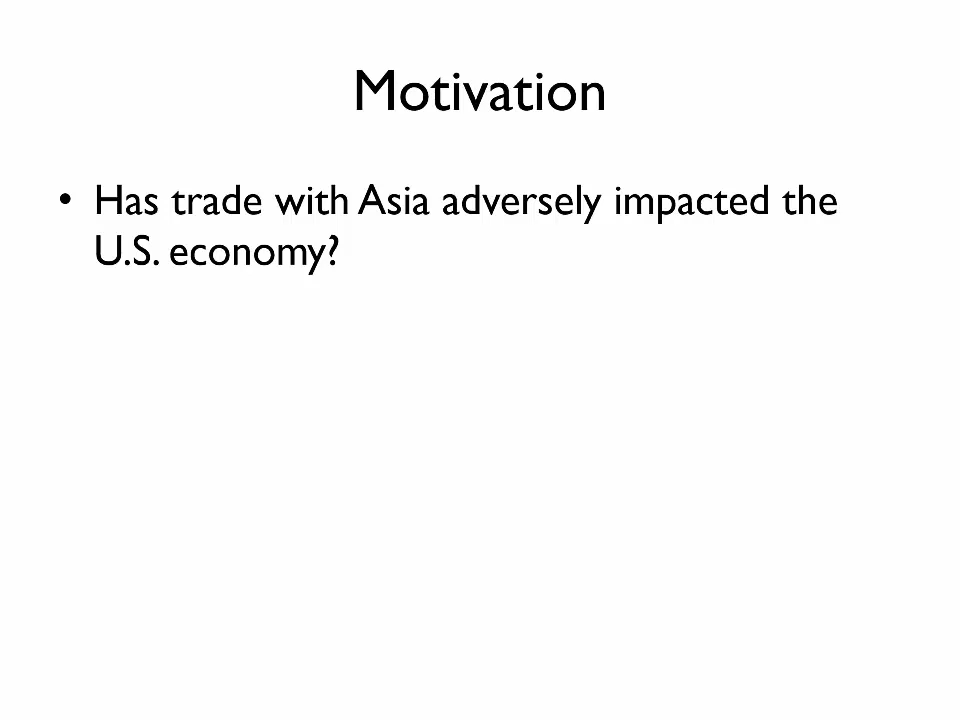 Motivation
• Has trade with Asia adversely impacted the
U.S. economy?